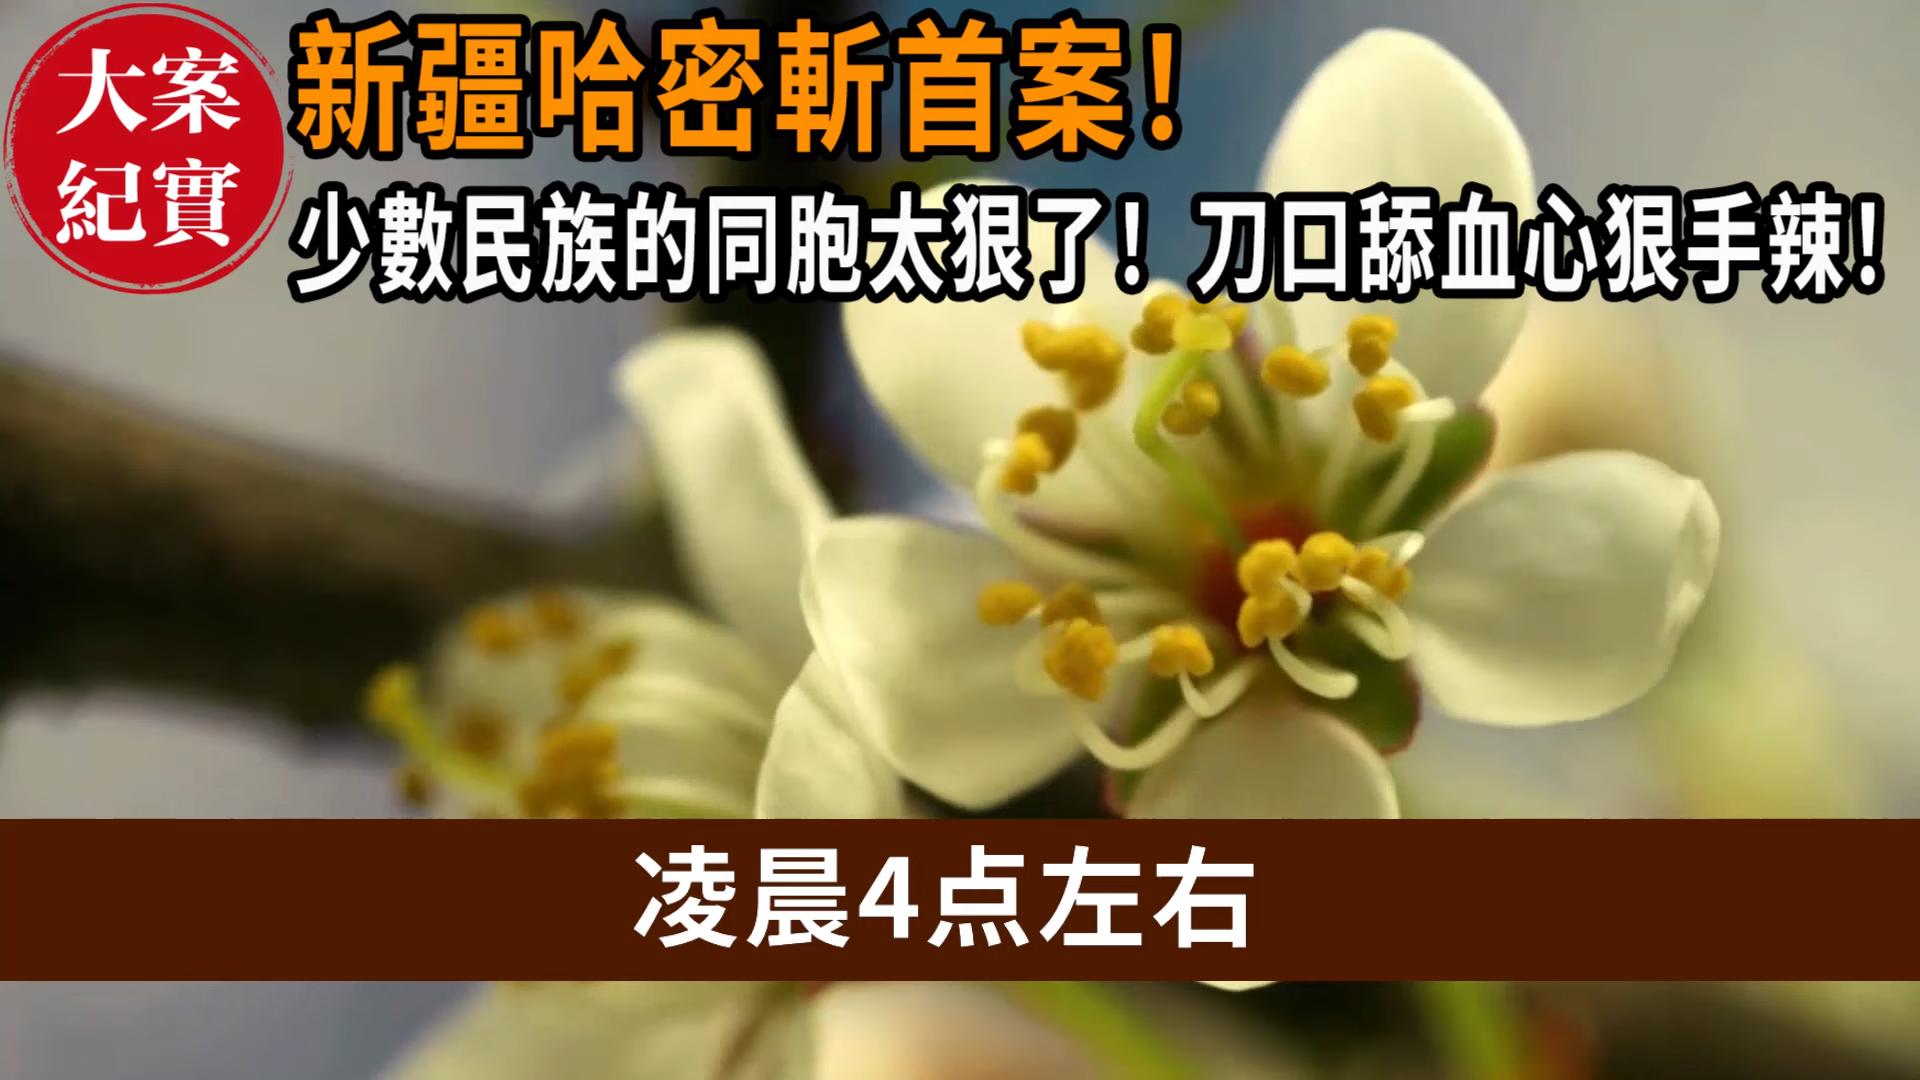 大案
紀實
新疆哈密斬首案！
少數民族的同胞太狠了！刀口舔血心狠手辣！
凌晨4点左右